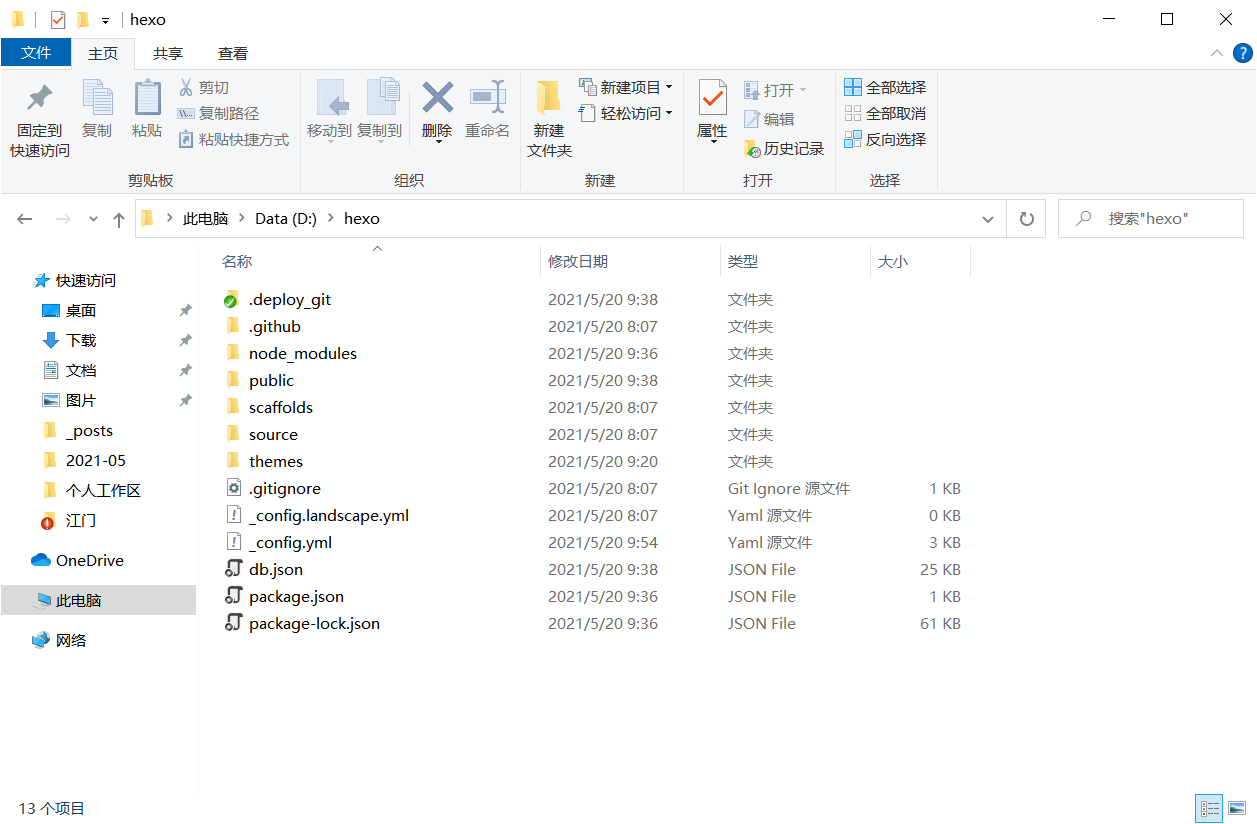 hexo
文件 主页 共享 查看
固定到快速访问 复制 粘贴 剪切 复制路径 粘贴快捷方式 移动到 复制到 删除 重命名 新建文件夹 新建项目 轻松访问 属性 打开 编辑 历史记录 全部选择 全部取消 反向选择
剪贴板 组织 新建 打开 选择
此电脑 Data (D:) hexo 搜索"hexo"
名称 修改日期 类型 大小
快速访问
桌面
下载
文档
图片
_posts
2021-05
个人工作区
江门
OneDrive
此电脑
网络
.deploy_git 2021/5/20 9:38 文件夹
.github 2021/5/20 8:07 文件夹
node_modules 2021/5/20 9:36 文件夹
public 2021/5/20 9:38 文件夹
scaffolds 2021/5/20 8:07 文件夹
source 2021/5/20 8:07 文件夹
themes 2021/5/20 9:20 文件夹
.gitignore 2021/5/20 8:07 Git Ignore 源文件 1 KB
_config.landscape.yml 2021/5/20 8:07 Yaml 源文件 0 KB
_config.yml 2021/5/20 9:54 Yaml 源文件 3 KB
db.json 2021/5/20 9:38 JSON File 25 KB
package.json 2021/5/20 9:36 JSON File 1 KB
package-lock.json 2021/5/20 9:36 JSON File 61 KB
13 个项目